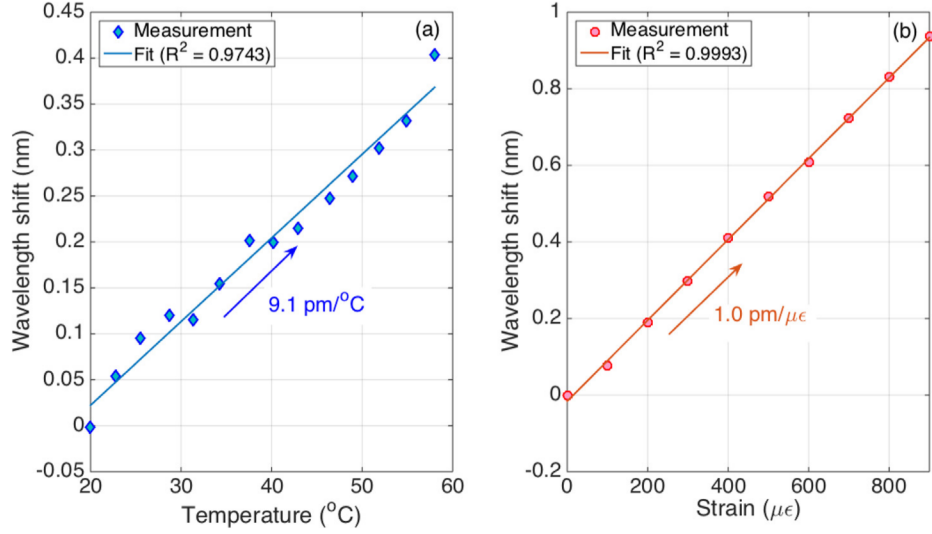 (a)
Measurement
Fit (R² = 0.9743)
0.45
0.4
0.35
0.3
0.25
0.2
0.15
0.1
0.05
0
-0.05
Wavelength shift (nm)
9.1 pm/°C
20
30
40
50
60
Temperature (°C)
(b)
Measurement
Fit (R² = 0.9993)
1
0.8
0.6
0.4
0.2
0
-0.2
Wavelength shift (nm)
1.0 pm/με
0
200
400
600
800
Strain (με)